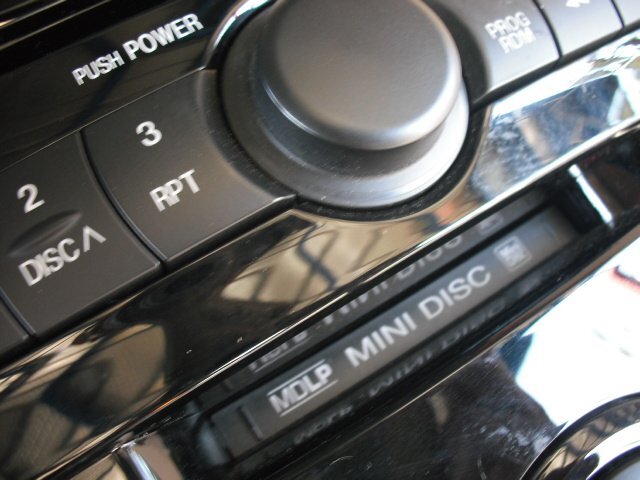 PUSH POWER
PROG
RDM
3
RPT
2
DISC ∧
MDLP MINI DISC